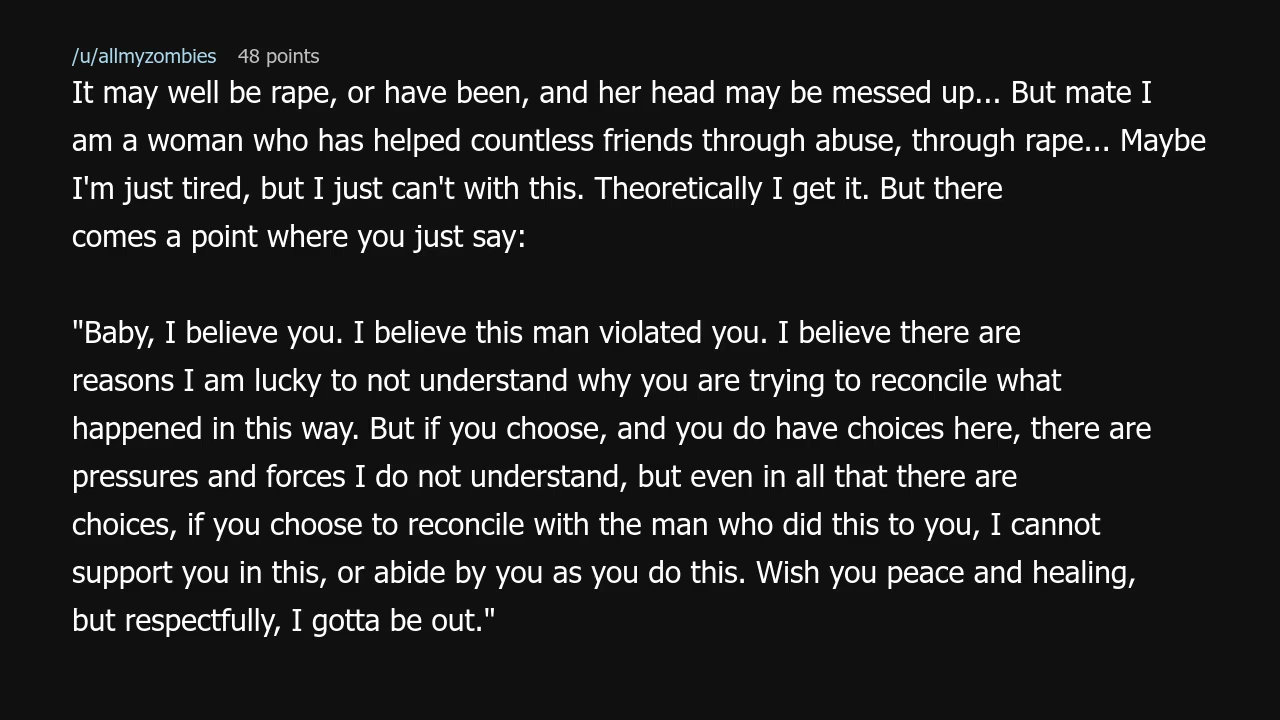 /u/allmyzombies 48 points
It may well be rape, or have been, and her head may be messed up... But mate I
am a woman who has helped countless friends through abuse, through rape... Maybe
I'm just tired, but I just can't with this. Theoretically I get it. But there
comes a point where you just say:
"Baby, I believe you. I believe this man violated you. I believe there are
reasons I am lucky to not understand why you are trying to reconcile what
happened in this way. But if you choose, and you do have choices here, there are
pressures and forces I do not understand, but even in all that there are
choices, if you choose to reconcile with the man who did this to you, I cannot
support you in this, or abide by you as you do this. Wish you peace and healing,
but respectfully, I gotta be out."